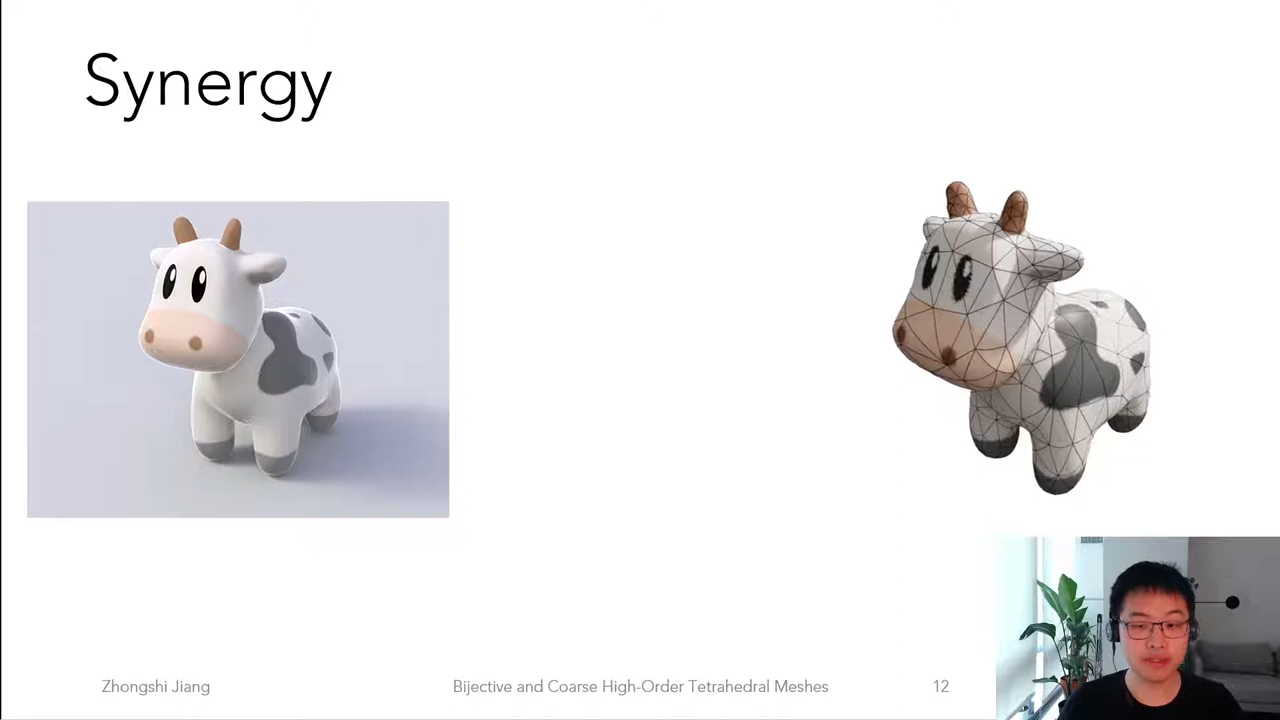 Synergy
Zhongshi Jiang
Bijective and Coarse High-Order Tetrahedral Meshes
12